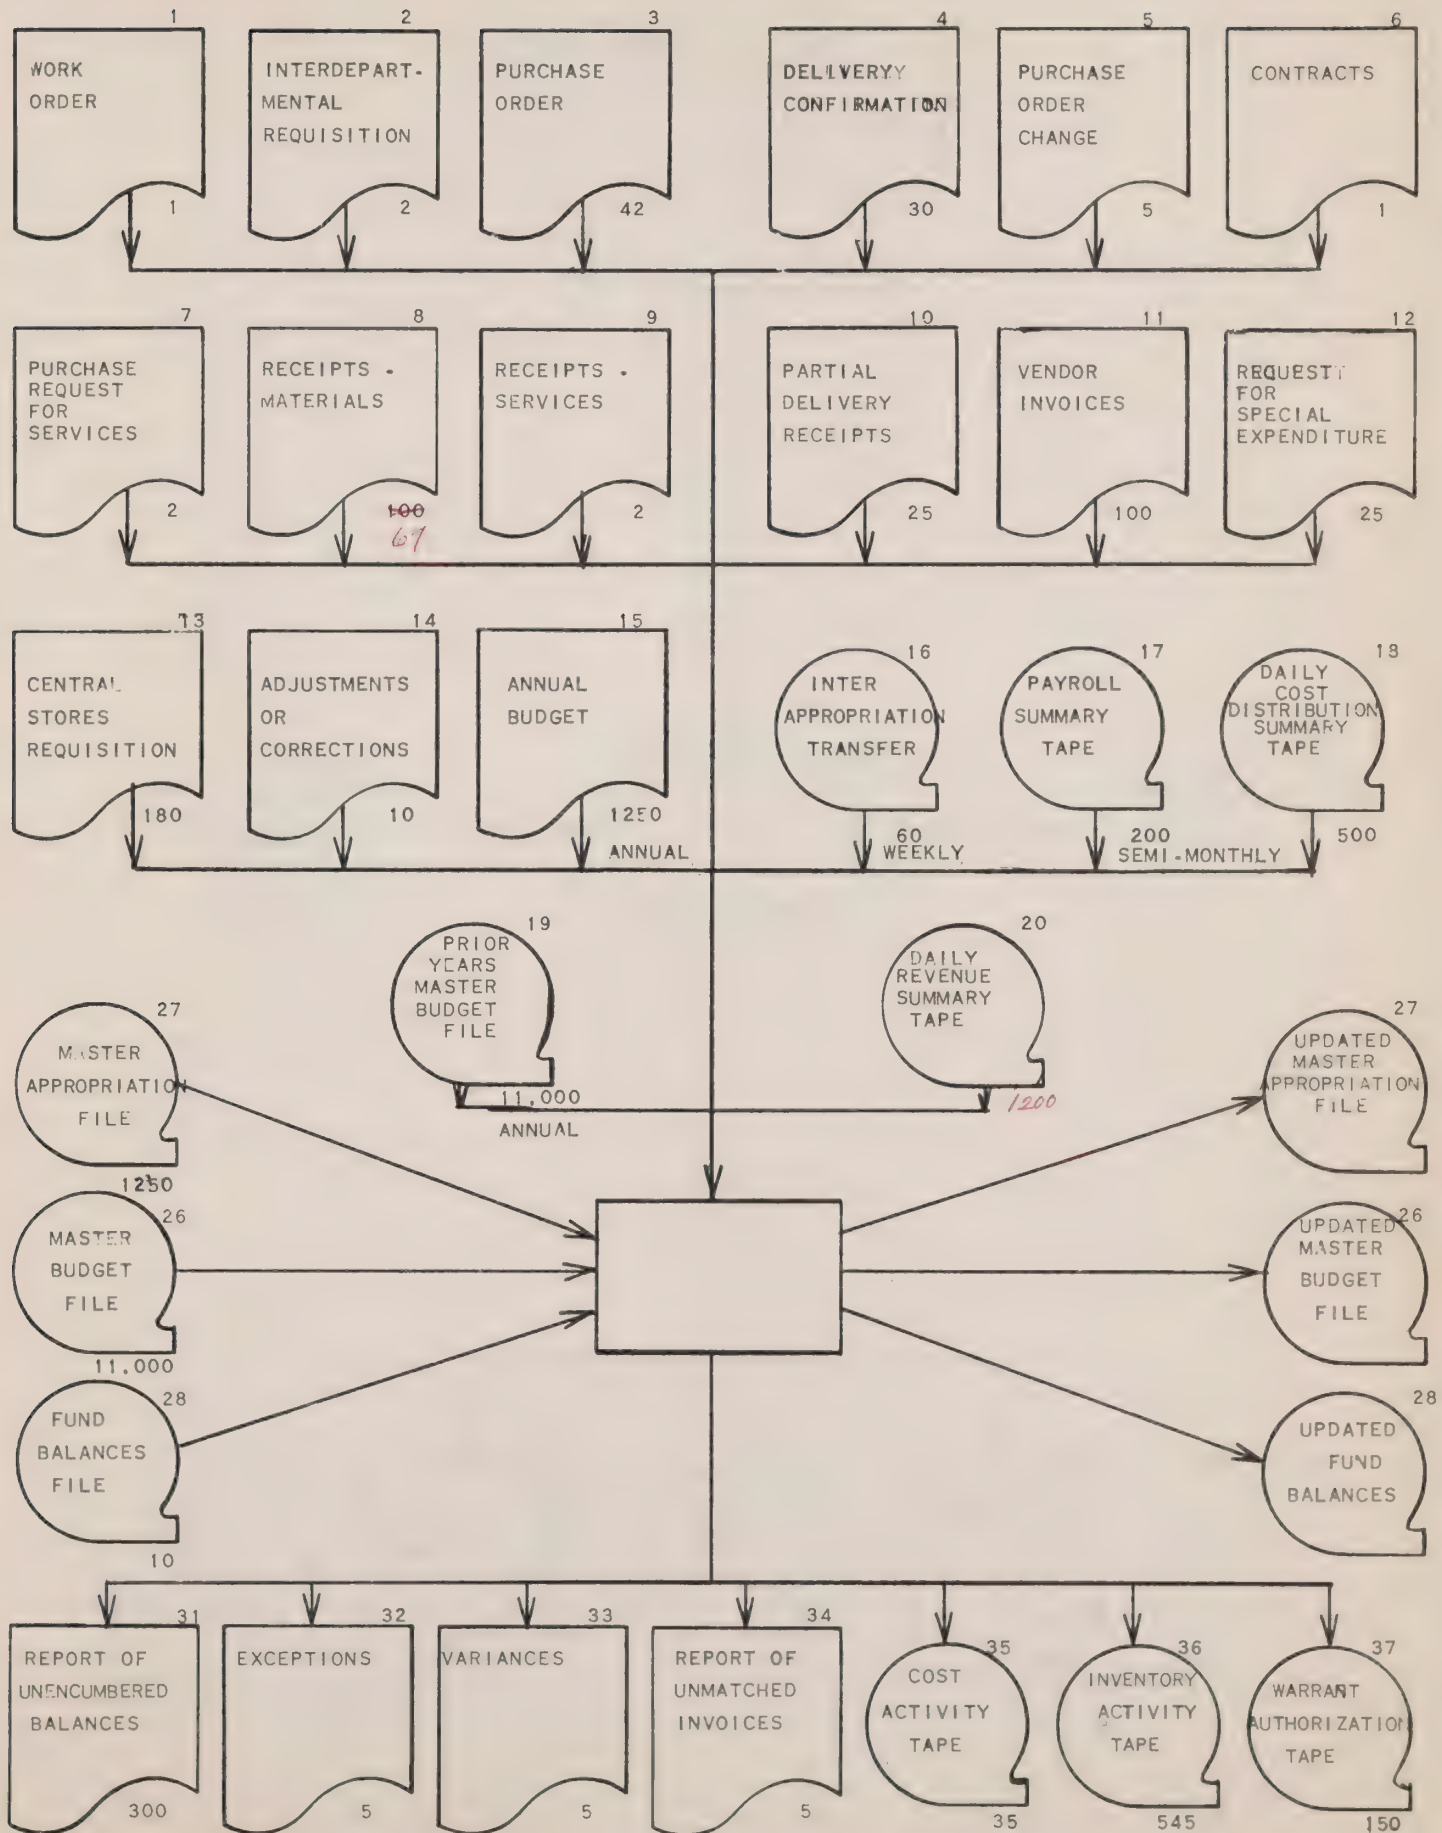 1
WORK
ORDER
1
2
INTERDEPART-
MENTAL
REQUISITION
2
3
PURCHASE
ORDER
42
4
DELIVERY
CONFIRMATION
30
5
PURCHASE
ORDER
CHANGE
5
6
CONTRACTS
1
7
PURCHASE
REQUEST
FOR
SERVICES
2
8
RECEIPTS -
MATERIALS
100
67
9
RECEIPTS -
SERVICES
2
10
PARTIAL
DELIVERY
RECEIPTS
25
11
VENDOR
INVOICES
100
12
REQUEST
FOR
SPECIAL
EXPENDITURE
25
13
CENTRAL
STORES
REQUISITION
180
14
ADJUSTMENTS
OR
CORRECTIONS
10
15
ANNUAL
BUDGET
1250
ANNUAL
16
INTER
APPROPRIATION
TRANSFER
60
WEEKLY
17
PAYROLL
SUMMARY
TAPE
200
SEMI-MONTHLY
18
DAILY
COST
DISTRIBUTION
SUMMARY
TAPE
500
19
PRIOR
YEARS
MASTER
BUDGET
FILE
11,000
ANNUAL
20
DAILY
REVENUE
SUMMARY
TAPE
1200
27
MASTER
APPROPRIATION
FILE
1250
26
MASTER
BUDGET
FILE
11,000
28
FUND
BALANCES
FILE
10
27
UPDATED
MASTER
APPROPRIATION
FILE
26
UPDATED
MASTER
BUDGET
FILE
28
UPDATED
FUND
BALANCES
31
REPORT OF
UNENCUMBERED
BALANCES
300
32
EXCEPTIONS
5
33
VARIANCES
5
34
REPORT OF
UNMATCHED
INVOICES
5
35
COST
ACTIVITY
TAPE
35
36
INVENTORY
ACTIVITY
TAPE
545
37
WARRANT
AUTHORIZATION
TAPE
150